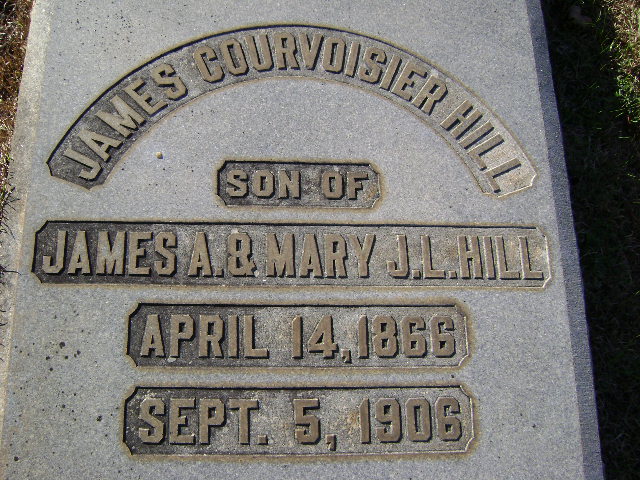 JAMES COURVOISIER HILL
SON OF
JAMES A. & MARY J. L. HILL
APRIL 14, 1866
SEPT. 5, 1906